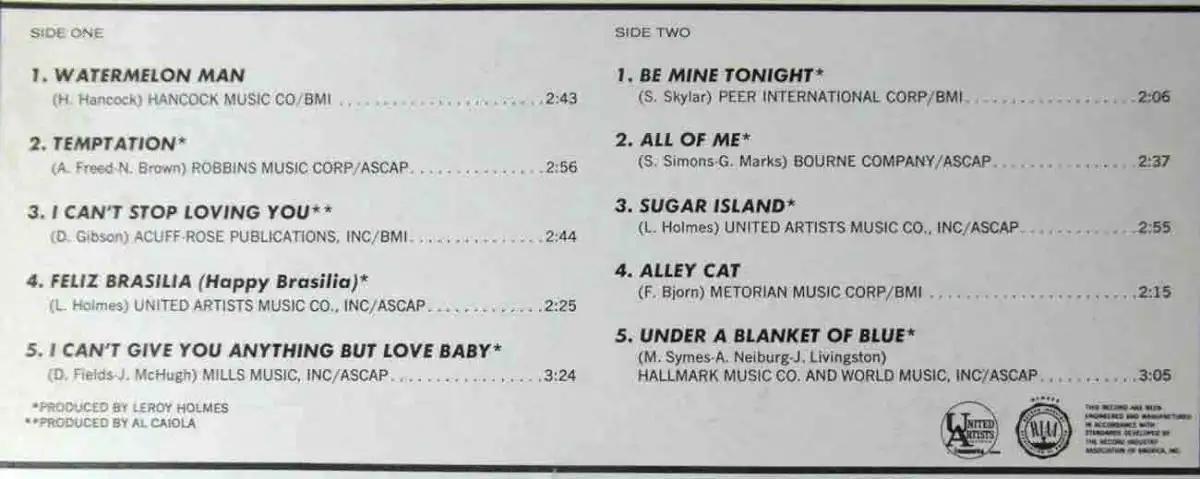 SIDE ONE
1. WATERMELON MAN
(H. Hancock) HANCOCK MUSIC CO/BMI ........................ 2:43
2. TEMPTATION*
(A. Freed-N. Brown) ROBBINS MUSIC CORP/ASCAP ............... 2:56
3. I CAN'T STOP LOVING YOU**
(D. Gibson) ACUFF-ROSE PUBLICATIONS, INC/BMI ............... 2:44
4. FELIZ BRASILIA (Happy Brasilia)*
(L. Holmes) UNITED ARTISTS MUSIC CO., INC/ASCAP ............. 2:25
5. I CAN'T GIVE YOU ANYTHING BUT LOVE BABY*
(D. Fields-J. McHugh) MILLS MUSIC, INC/ASCAP ................. 3:24
*PRODUCED BY LEROY HOLMES
**PRODUCED BY AL CAIOLA
SIDE TWO
1. BE MINE TONIGHT*
(S. Skylar) PEER INTERNATIONAL CORP/BMI .................... 2:06
2. ALL OF ME*
(S. Simons-G. Marks) BOURNE COMPANY/ASCAP ................. 2:37
3. SUGAR ISLAND*
(L. Holmes) UNITED ARTISTS MUSIC CO., INC/ASCAP .............. 2:55
4. ALLEY CAT
(F. Bjorn) METORIAN MUSIC CORP/BMI ........................ 2:15
5. UNDER A BLANKET OF BLUE*
(M. Symes-A. Neiburg-J. Livingston)
HALLMARK MUSIC CO. AND WORLD MUSIC, INC/ASCAP ........... 3:05
UNITED
ARTISTS
RIAA
THIS RECORD HAS BEEN
ENGINEERED AND MANUFACTURED
IN ACCORDANCE WITH
STANDARDS DEVELOPED BY
THE RECORD INDUSTRY
ASSOCIATION OF AMERICA, INC.